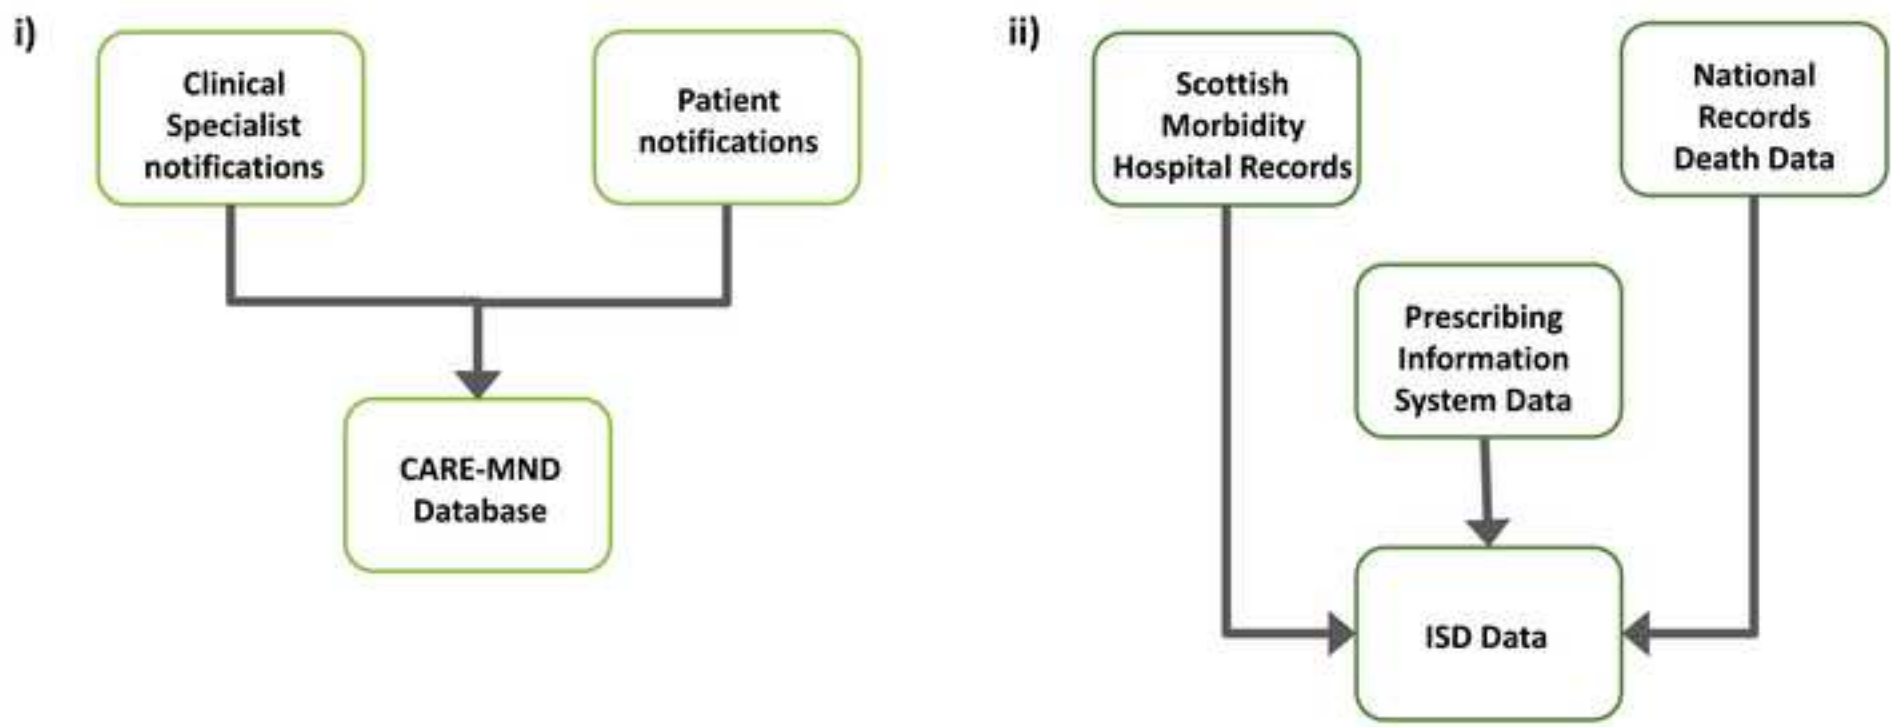 i)
Clinical
Specialist
notifications
Patient
notifications
CARE-MND
Database
ii)
Scottish
Morbidity
Hospital Records
National
Records
Death Data
Prescribing
Information
System Data
ISD Data